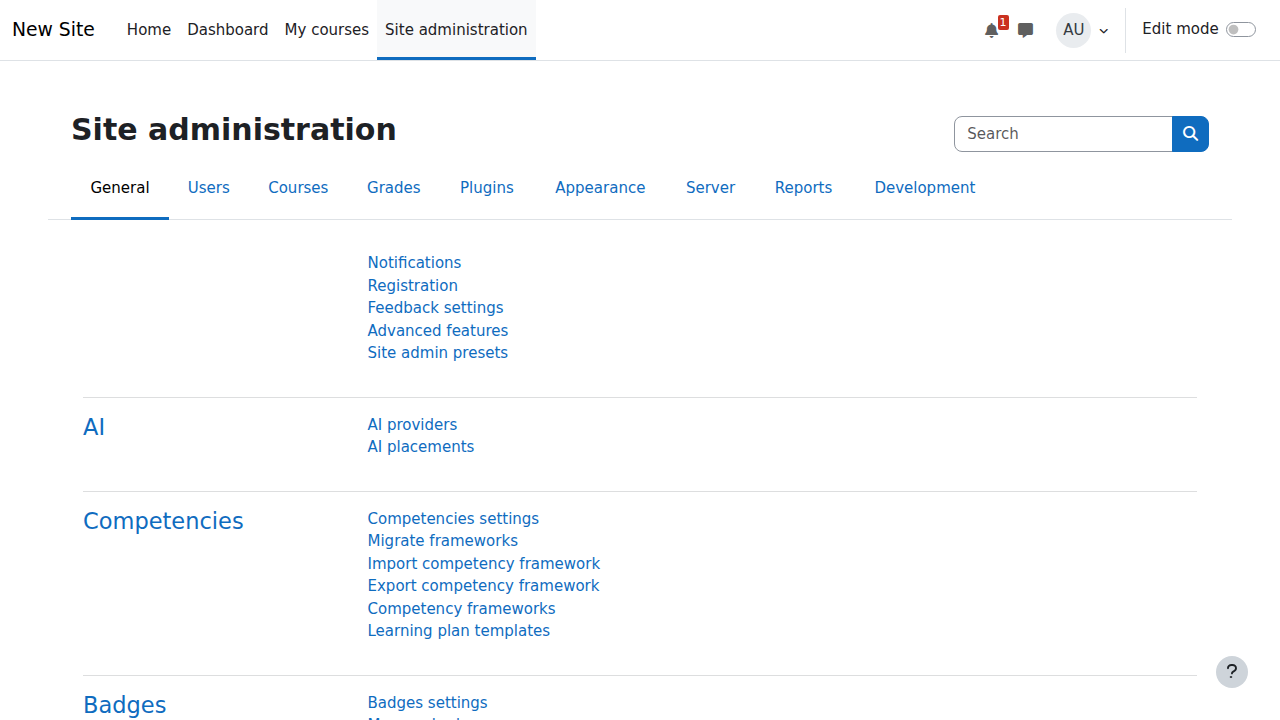 New Site
Home
Dashboard
My courses
Site administration
1
AU
Edit mode
Site administration
Search
General
Users
Courses
Grades
Plugins
Appearance
Server
Reports
Development
Notifications
Registration
Feedback settings
Advanced features
Site admin presets
AI
AI providers
AI placements
Competencies
Competencies settings
Migrate frameworks
Import competency framework
Export competency framework
Competency frameworks
Learning plan templates
?
Badges
Badges settings